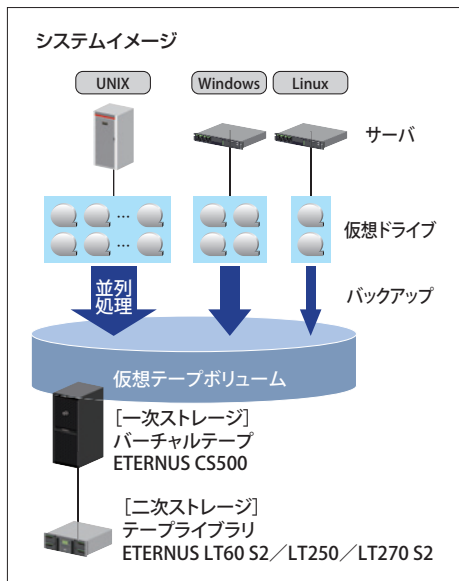 システムイメージ
UNIX
Windows
Linux
サーバ
…
…
仮想ドライブ
並列
処理
バックアップ
仮想テープボリューム
［一次ストレージ］
バーチャルテープ
ETERNUS CS500
［二次ストレージ］
テープライブラリ
ETERNUS LT60 S2／LT250／LT270 S2